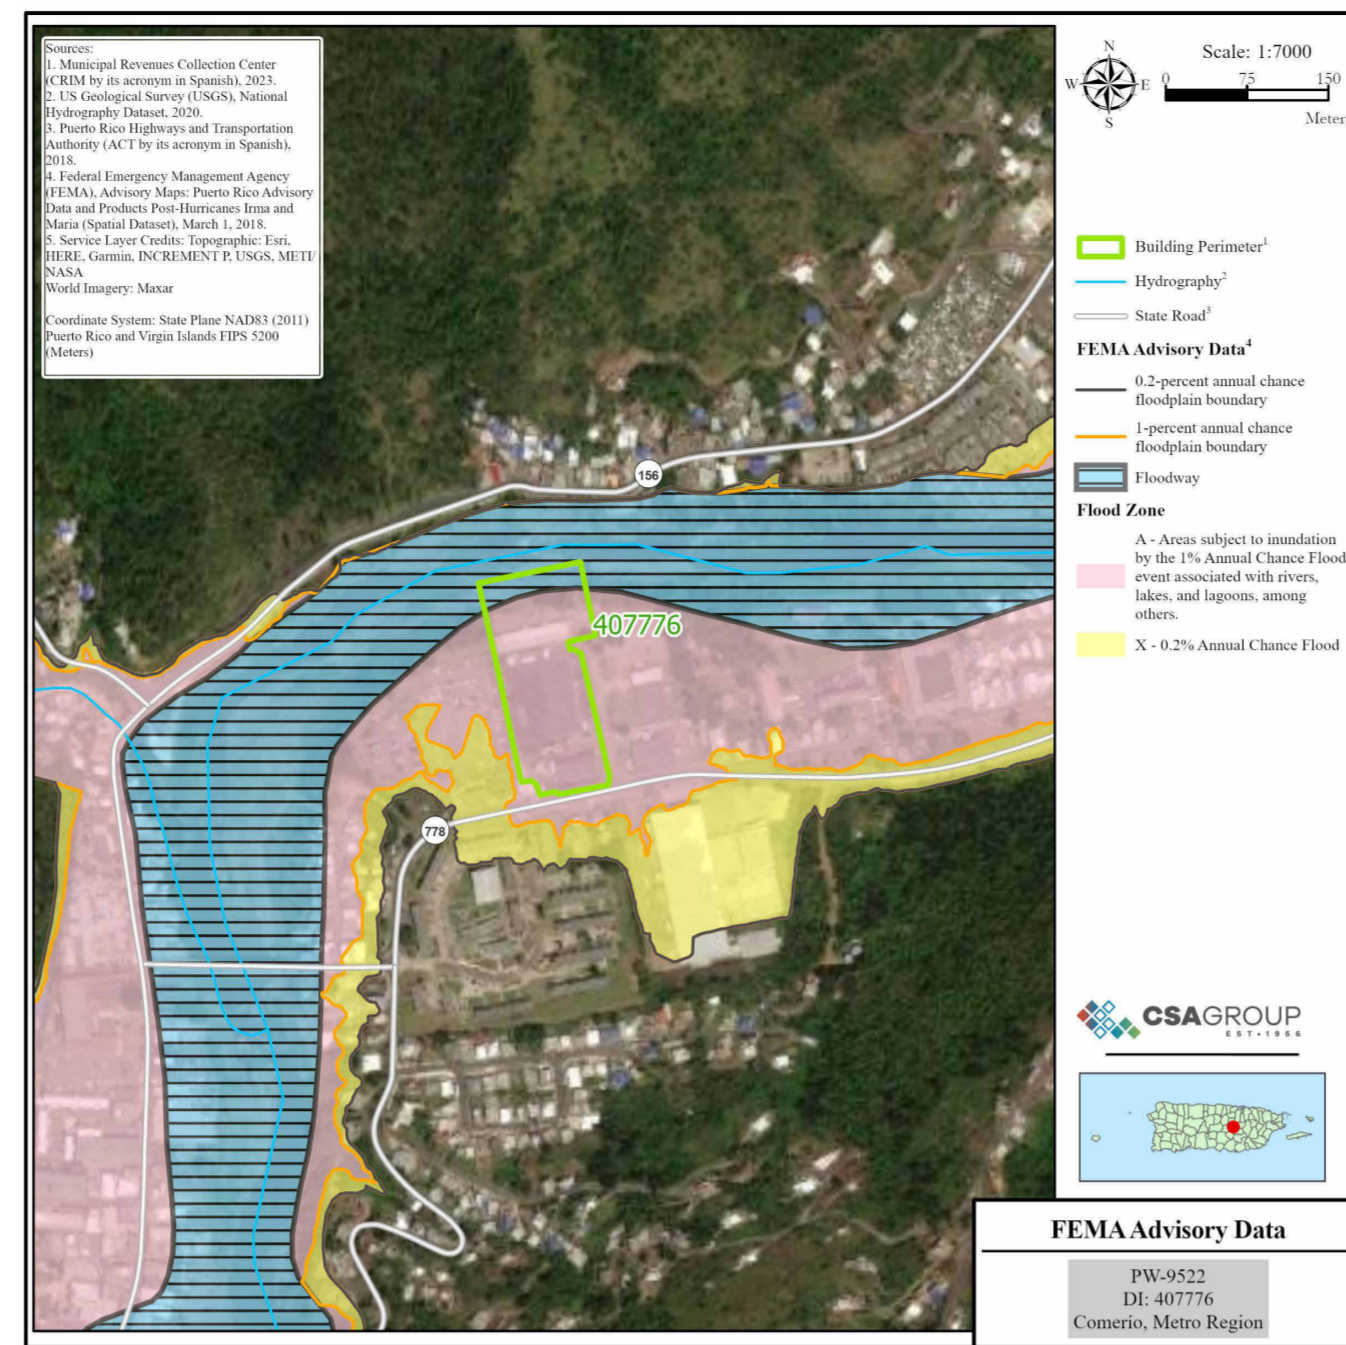 Sources:
1. Municipal Revenues Collection Center
(CRIM by its acronym in Spanish), 2023.
2. US Geological Survey (USGS), National
Hydrography Dataset, 2020.
3. Puerto Rico Highways and Transportation
Authority (ACT by its acronym in Spanish),
2018.
4. Federal Emergency Management Agency
(FEMA), Advisory Maps: Puerto Rico Advisory
Data and Products Post-Hurricanes Irma and
Maria (Spatial Dataset), March 1, 2018.
5. Service Layer Credits: Topographic: Esri,
HERE, Garmin, INCREMENT P, USGS, METI/
NASA
World Imagery: Maxar
Coordinate System: State Plane NAD83 (2011)
Puerto Rico and Virgin Islands FIPS 5200
(Meters)
156
407776
778
N
W E
S
Scale: 1:7000
0 75 150
Meter
Building Perimeter¹
Hydrography²
State Road³
FEMA Advisory Data⁴
0.2-percent annual chance
floodplain boundary
1-percent annual chance
floodplain boundary
Floodway
Flood Zone
A - Areas subject to inundation
by the 1% Annual Chance Flood
event associated with rivers,
lakes, and lagoons, among
others.
X - 0.2% Annual Chance Flood
CSAGROUP
EST•1956
FEMA Advisory Data
PW-9522
DI: 407776
Comerío, Metro Region